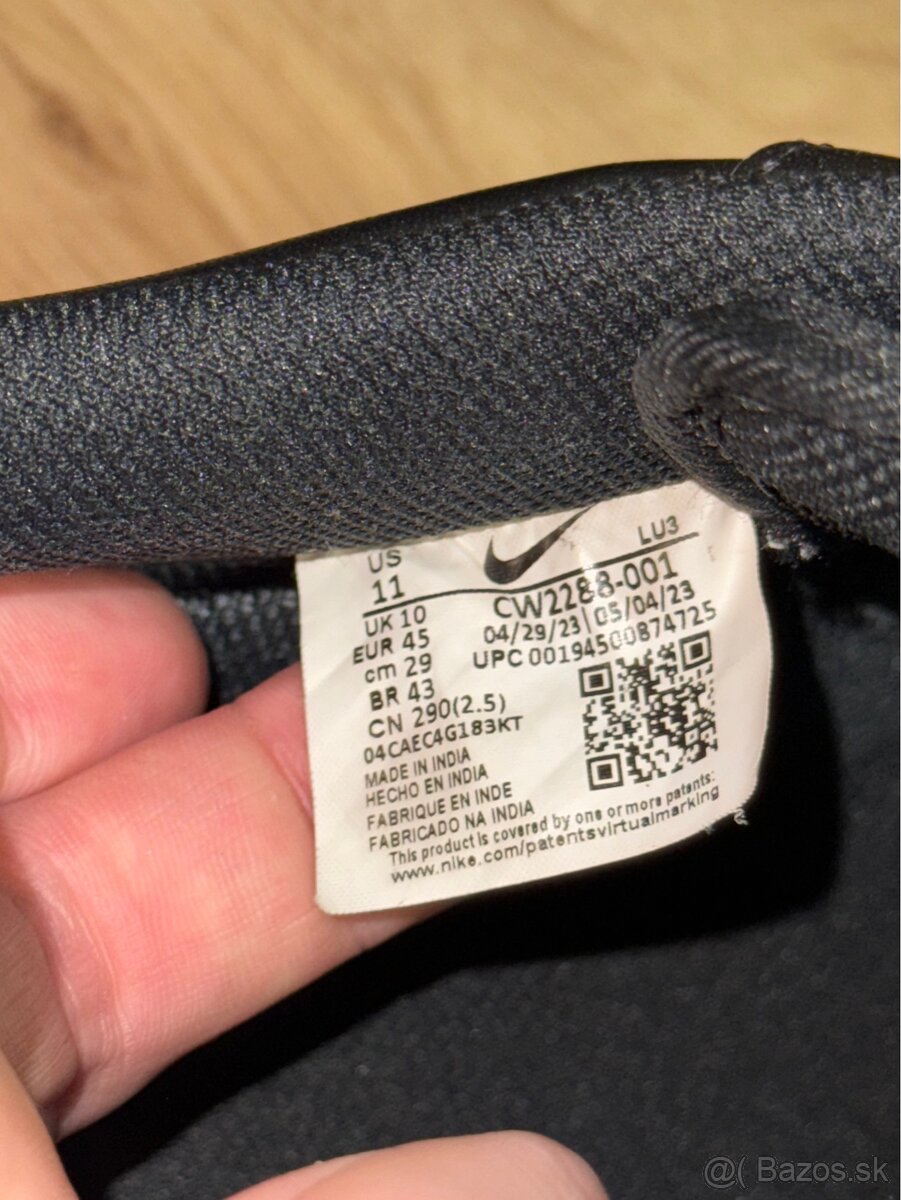 US
11
LU3
UK 10
EUR 45
cm 29
BR 43
CN 290(2.5)
CW2288-001
04/29/23\05/04/23
UPC 00194500874725
04CAEC4G183KT
MADE IN INDIA
HECHO EN INDIA
FABRIQUE EN INDE
FABRICADO NA INDIA
This product is covered by one or more patents:
www.nike.com/patentsvirtualmarking
@( Bazos.sk